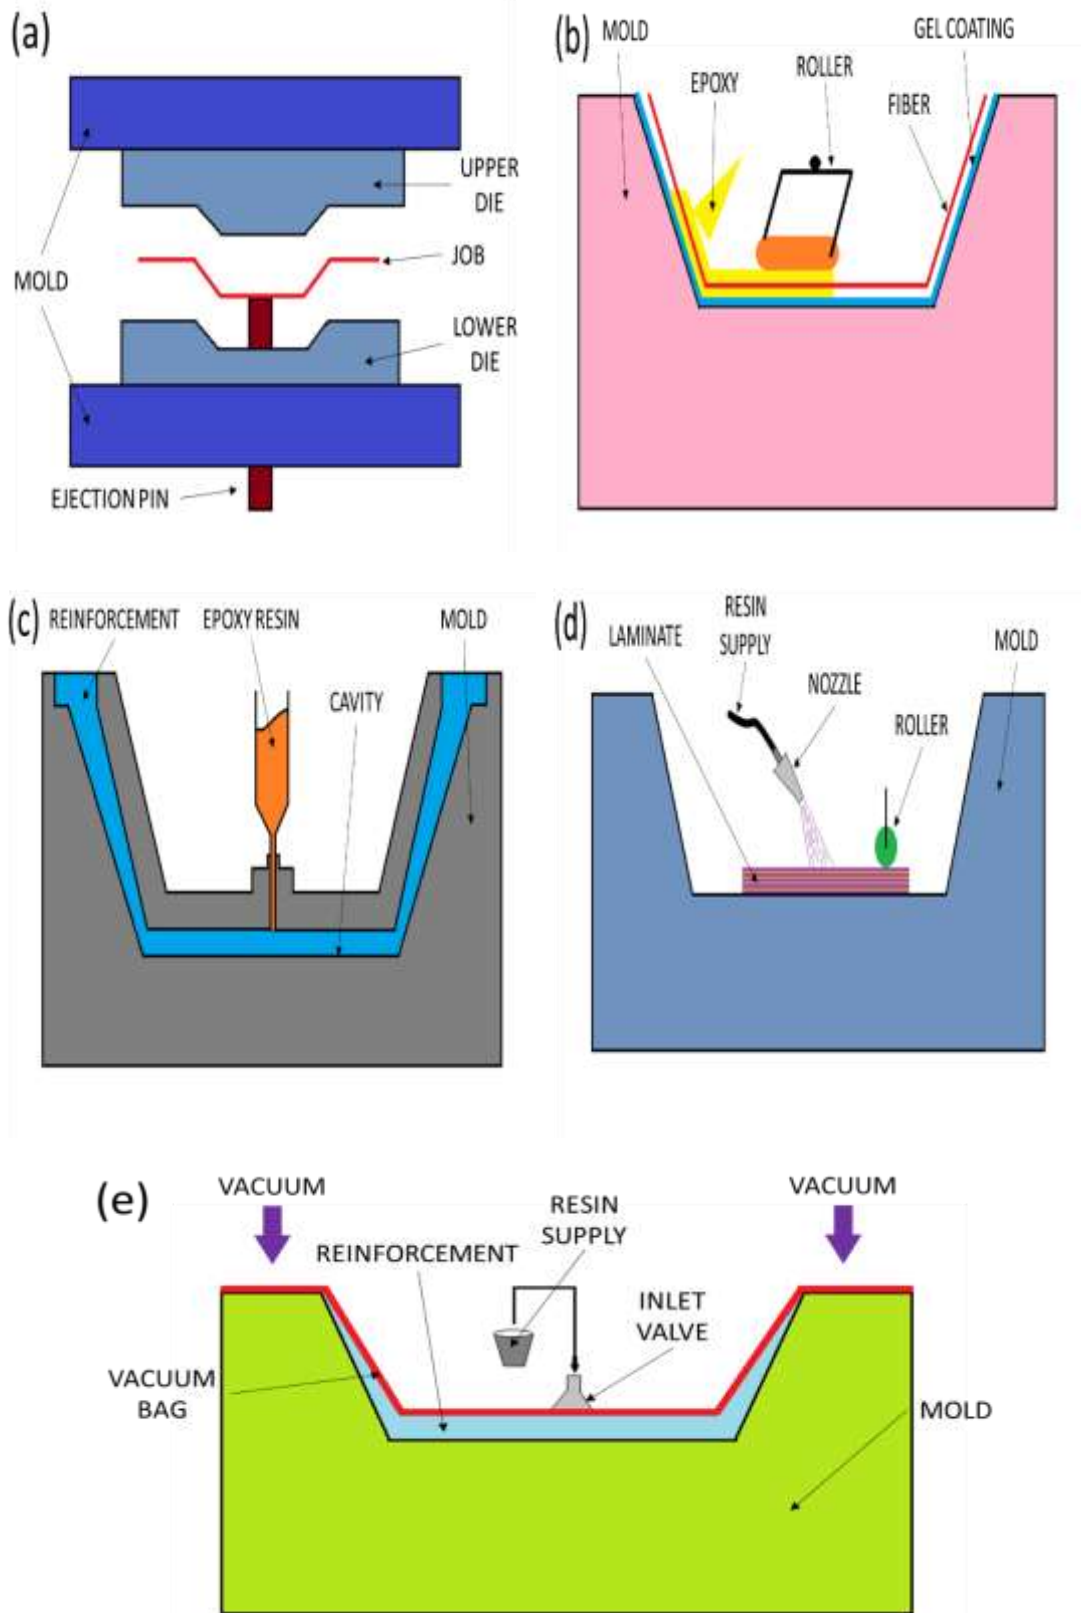 (a)
UPPER
DIE
JOB
MOLD
LOWER
DIE
EJECTION PIN
(b)
MOLD
GEL COATING
ROLLER
EPOXY
FIBER
(c)
REINFORCEMENT
EPOXY RESIN
MOLD
CAVITY
(d)
RESIN
SUPPLY
LAMINATE
MOLD
NOZZLE
ROLLER
(e)
VACUUM
VACUUM
RESIN
SUPPLY
REINFORCEMENT
INLET
VALVE
VACUUM
BAG
MOLD